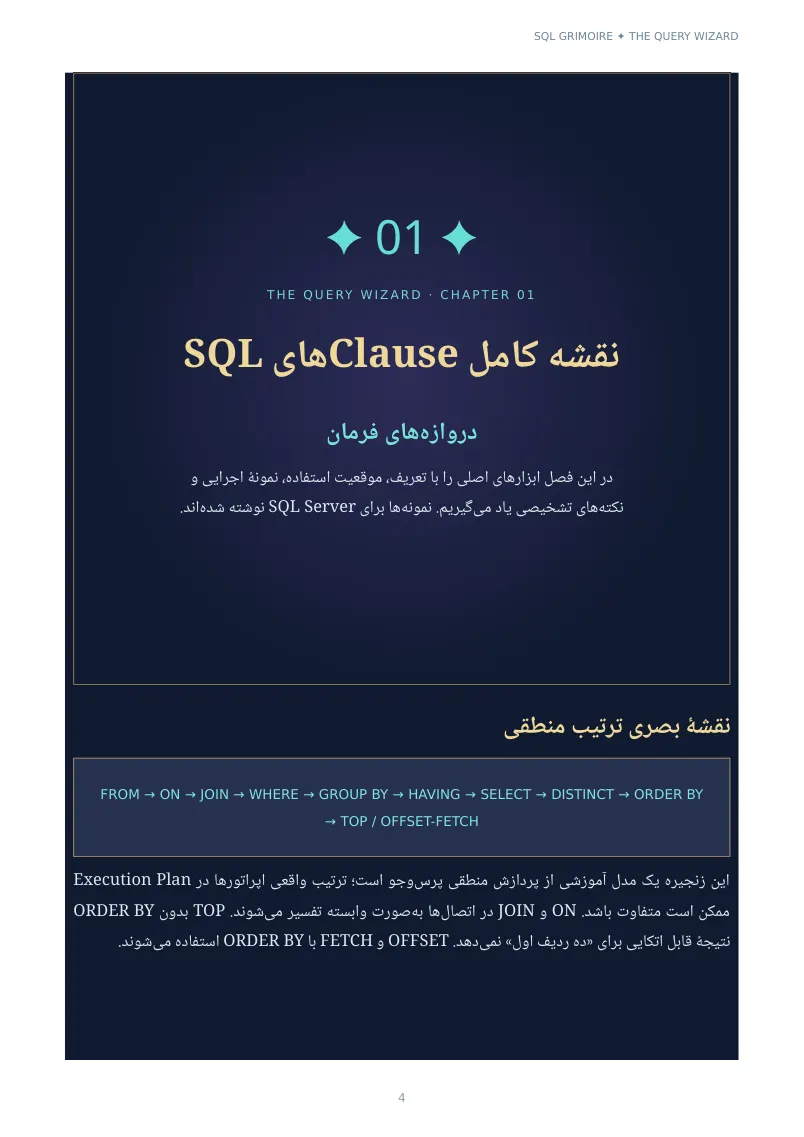 SQL GRIMOIRE ✦ THE QUERY WIZARD
✦ 01 ✦
THE QUERY WIZARD · CHAPTER 01
نقشه کامل Clauseهای SQL
دروازه‌های فرمان
در این فصل ابزارهای اصلی را با تعریف، موقعیت استفاده، نمونهٔ اجرایی و
نکته‌های تشخیصی یاد می‌گیریم. نمونه‌ها برای SQL Server نوشته شده‌اند.
نقشهٔ بصری ترتیب منطقی
FROM → ON → JOIN → WHERE → GROUP BY → HAVING → SELECT → DISTINCT → ORDER BY
→ TOP / OFFSET-FETCH
این زنجیره یک مدل آموزشی از پردازش منطقی پرس‌وجو است؛ ترتیب واقعی اپراتورها در Execution Plan
ممکن است متفاوت باشد. ON و JOIN در اتصال‌ها به‌صورت وابسته تفسیر می‌شوند. TOP بدون ORDER BY
نتیجهٔ قابل اتکایی برای «ده ردیف اول» نمی‌دهد. OFFSET و FETCH با ORDER BY استفاده می‌شوند.
4